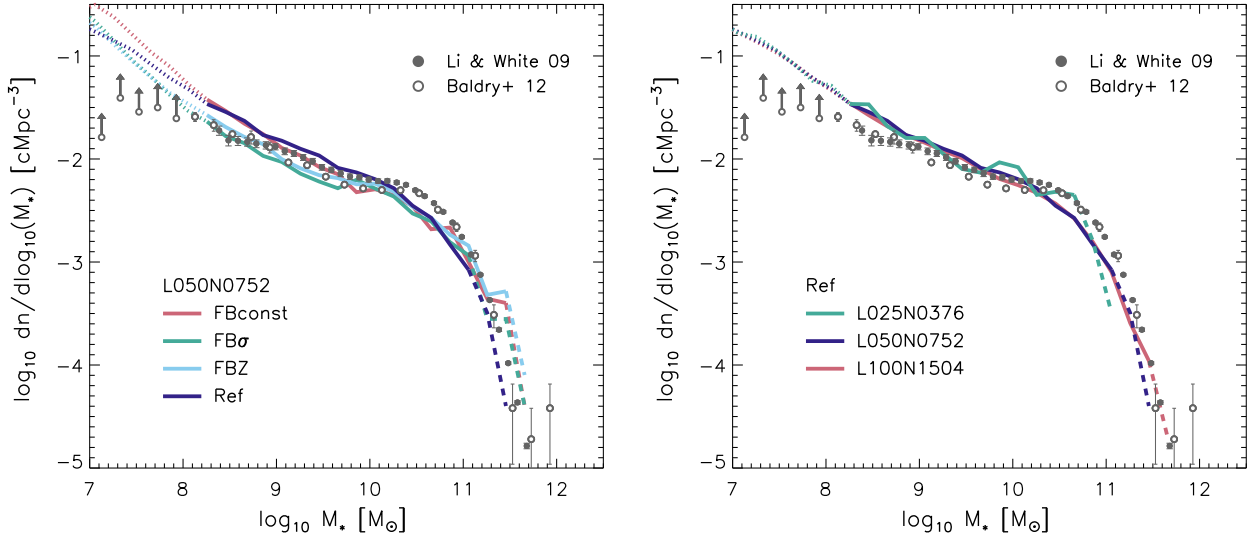 log₁₀ dn/dlog₁₀(M*) [cMpc⁻³]
−1
−2
−3
−4
−5
Li & White 09
Baldry+ 12
L050N0752
FBconst
FBσ
FBZ
Ref
7 8 9 10 11 12
log₁₀ M* [M⊙]
log₁₀ dn/dlog₁₀(M*) [cMpc⁻³]
−1
−2
−3
−4
−5
Li & White 09
Baldry+ 12
Ref
L025N0376
L050N0752
L100N1504
7 8 9 10 11 12
log₁₀ M* [M⊙]